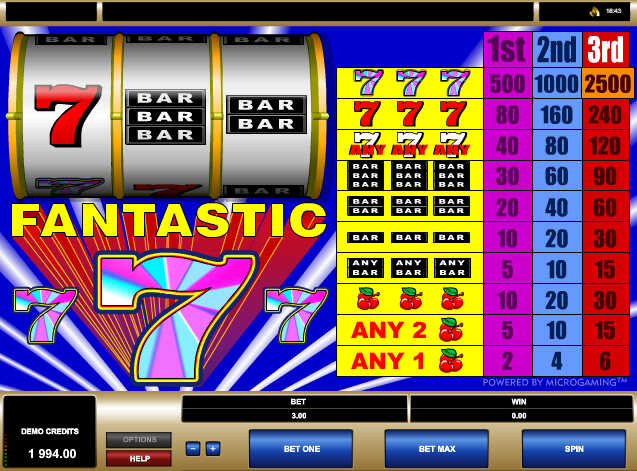 16:43
1st 2nd 3rd
BAR
BAR
7
BAR
BAR
BAR
BAR
BAR
FANTASTIC
7 7 7
7 7 7 500 1000 2500
7 7 7 80 160 240
7 ANY 7 ANY 7 ANY 40 80 120
BAR BAR BAR
BAR BAR BAR
BAR BAR BAR 30 60 90
BAR BAR BAR
BAR BAR BAR 20 40 60
BAR BAR BAR 10 20 30
ANY BAR ANY BAR ANY BAR 5 10 15
10 20 30
ANY 2 5 10 15
ANY 1 2 4 6
POWERED BY MICROGAMING™
DEMO CREDITS
1 994.00
OPTIONS
HELP
BET
3.00
WIN
0.00
− +
BET ONE
BET MAX
SPIN